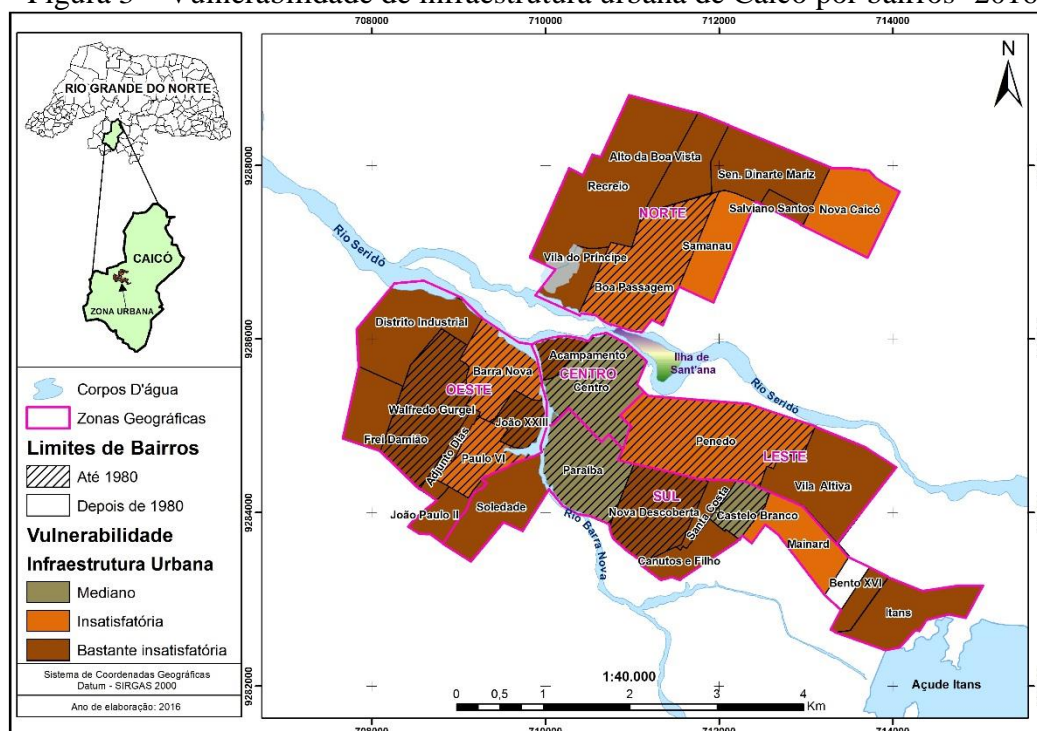 Figura 3 – Vulnerabilidade de infraestrutura urbana de Caicó por bairros- 2016
708000
710000
712000
714000
RIO GRANDE DO NORTE
CAICÓ
ZONA URBANA
Corpos D'água
Zonas Geográficas
Limites de Bairros
Até 1980
Depois de 1980
Vulnerabilidade
Infraestrutura Urbana
Mediano
Insatisfatória
Bastante insatisfatória
Sistema de Coordenadas Geográficas
Datum - SIRGAS 2000
Ano de elaboração: 2016
9288000
9286000
9284000
9282000
N
Alto da Boa Vista
Sen. Dinarte Mariz
Recreio
Salviano Santos
Nova Caicó
NORTE
Rio Seridó
Samanau
Vila do Príncipe
Boa Passagem
Distrito Industrial
Acampamento
Ilha de
Sant'ana
Barra Nova
CENTRO
Centro
OESTE
Rio Seridó
Walfredo Gurgel
João XXIII
Frei Damião
Adjunto Dias
Paulo VI
Penedo
LESTE
Paraíba
Vila Altiva
SUL
João Paulo II
Soledade
Nova Descoberta
Santa Costa
Castelo Branco
Rio Barra Nova
Mainard
Canutos e Filho
Bento XVI
Itans
1:40.000
0 0,5 1 2 3 4
Km
Açude Itans
708000
710000
712000
714000